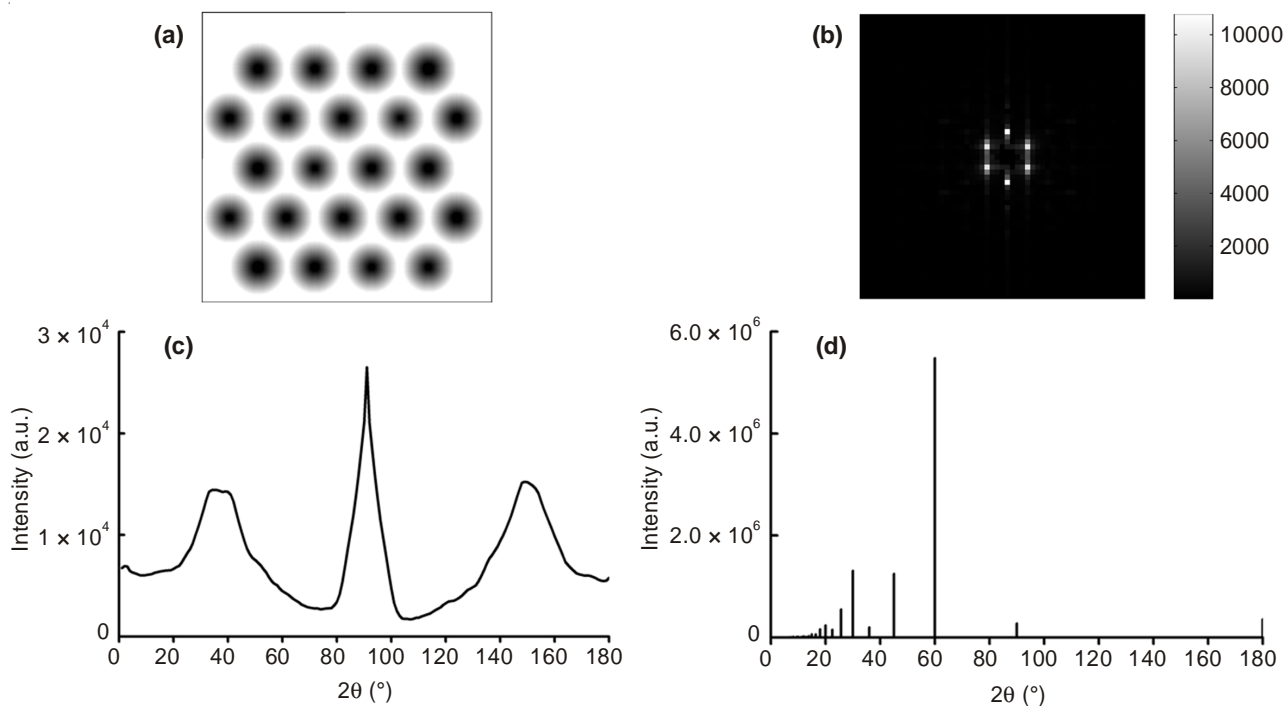 (a)
(b)
10000
8000
6000
4000
2000
(c)
3 × 10⁴
2 × 10⁴
1 × 10⁴
0
Intensity (a.u.)
0 20 40 60 80 100 120 140 160 180
2θ (°)
(d)
6.0 × 10⁶
4.0 × 10⁶
2.0 × 10⁶
0
Intensity (a.u.)
0 20 40 60 80 100 120 140 160 180
2θ (°)